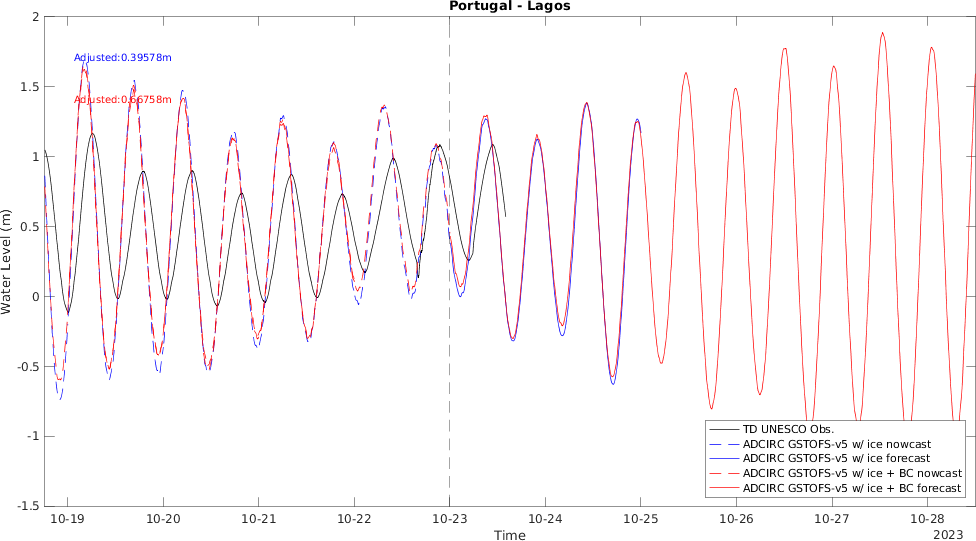 Portugal - Lagos
Adjusted:0.39578m
Adjusted:0.66758m
Water Level (m)
2
1.5
1
0.5
0
-0.5
-1
-1.5
TD UNESCO Obs.
ADCIRC GSTOFS-v5 w/ ice nowcast
ADCIRC GSTOFS-v5 w/ ice forecast
ADCIRC GSTOFS-v5 w/ ice + BC nowcast
ADCIRC GSTOFS-v5 w/ ice + BC forecast
10-19 10-20 10-21 10-22 10-23 10-24 10-25 10-26 10-27 10-28
Time
2023